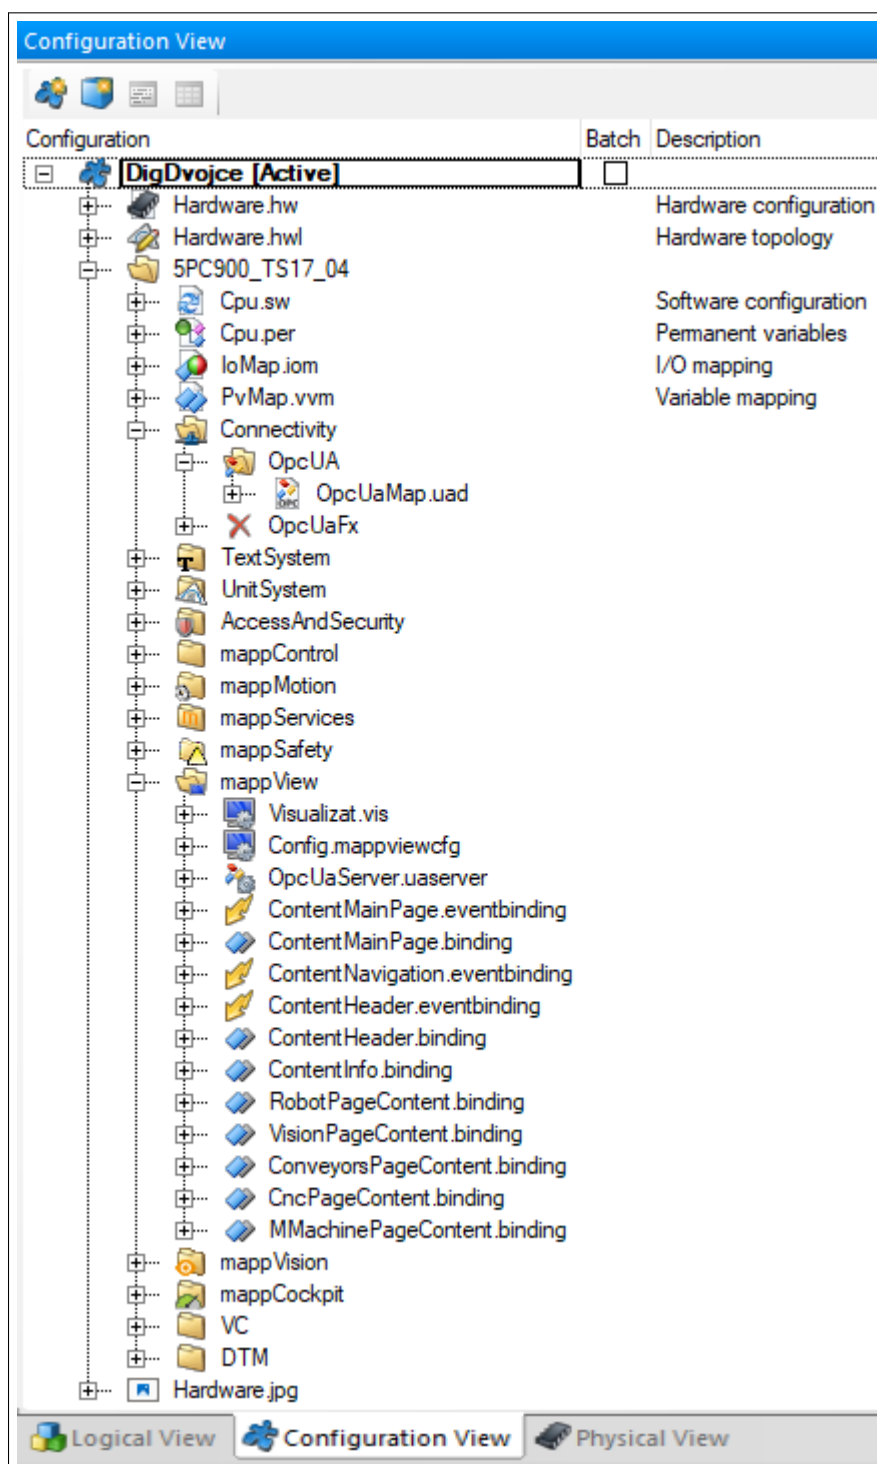 Configuration View
Configuration Batch Description
DigDvojce [Active]
Hardware.hw Hardware configuration
Hardware.hwl Hardware topology
5PC900_TS17_04
Cpu.sw Software configuration
Cpu.per Permanent variables
IoMap.iom I/O mapping
PvMap.vvm Variable mapping
Connectivity
OpcUA
OpcUaMap.uad
OpcUaFx
TextSystem
UnitSystem
AccessAndSecurity
mappControl
mappMotion
mappServices
mappSafety
mappView
Visualizat.vis
Config.mappviewcfg
OpcUaServer.uaserver
ContentMainPage.eventbinding
ContentMainPage.binding
ContentNavigation.eventbinding
ContentHeader.eventbinding
ContentHeader.binding
ContentInfo.binding
RobotPageContent.binding
VisionPageContent.binding
ConveyorsPageContent.binding
CncPageContent.binding
MMachinePageContent.binding
mappVision
mappCockpit
VC
DTM
Hardware.jpg
Logical View Configuration View Physical View